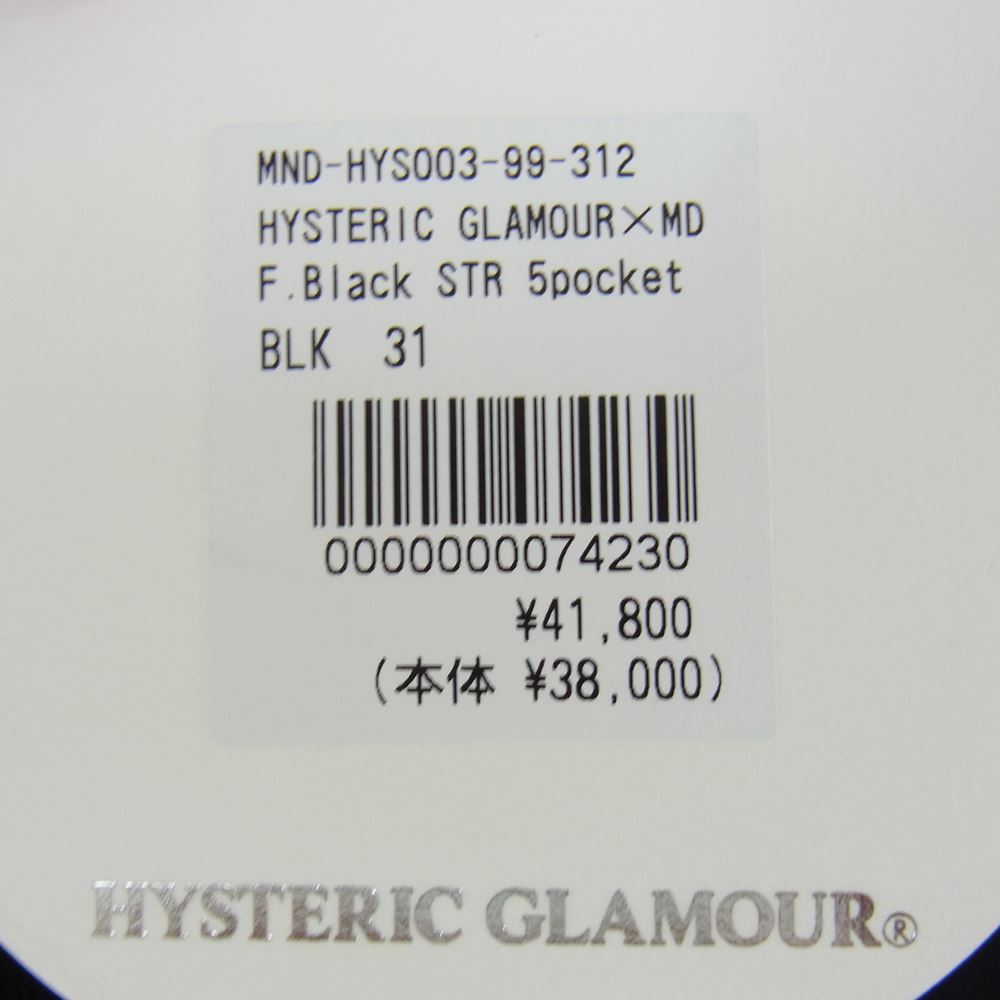 MND-HYS003-99-312
HYSTERIC GLAMOUR×MD
F.Black STR 5pocket
BLK 31
0000000074230
¥41,800
(本体 ¥38,000)
HYSTERIC GLAMOUR®